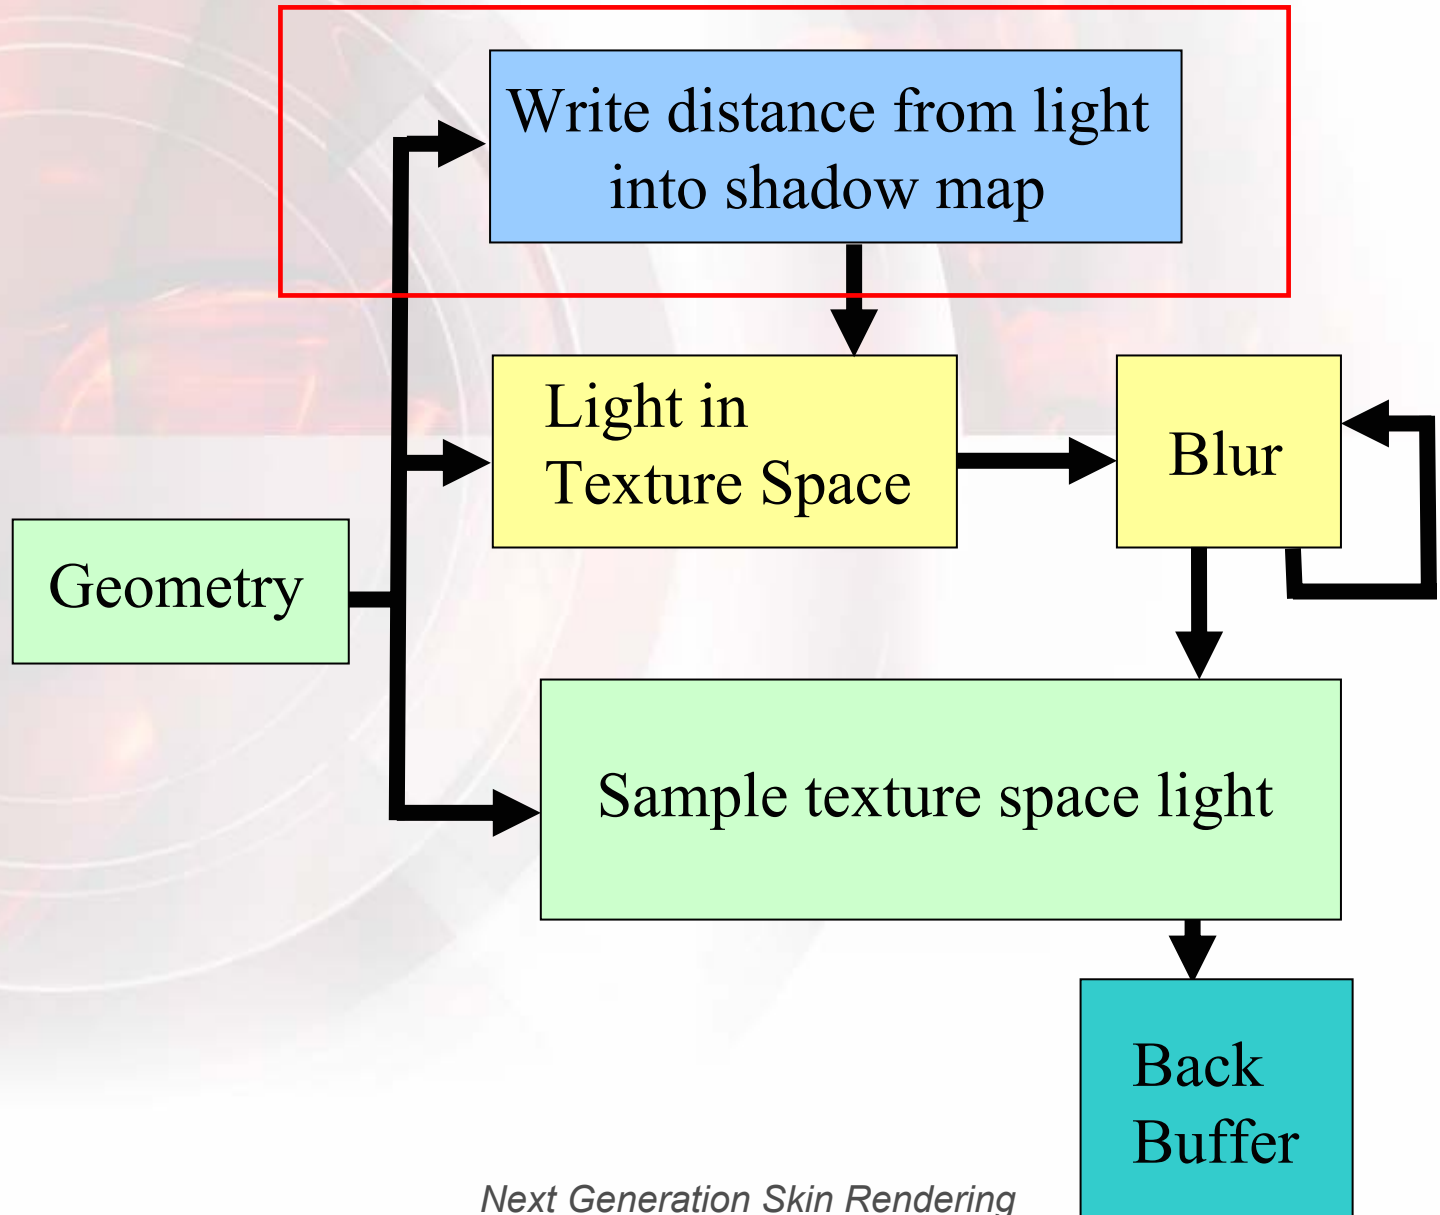 Write distance from light
into shadow map
Light in
Texture Space
Blur
Geometry
Sample texture space light
Back
Buffer
Next Generation Skin Rendering